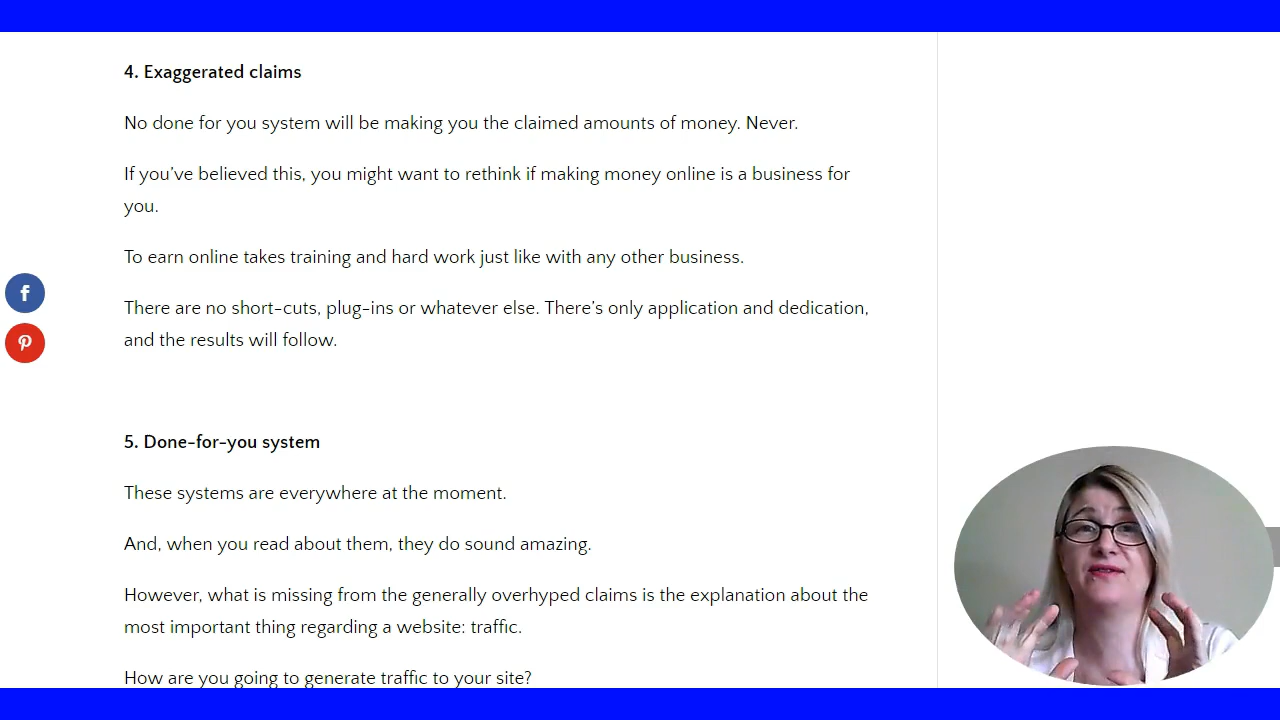 4. Exaggerated claims
No done for you system will be making you the claimed amounts of money. Never.
If you’ve believed this, you might want to rethink if making money online is a business for
you.
To earn online takes training and hard work just like with any other business.
There are no short-cuts, plug-ins or whatever else. There’s only application and dedication,
and the results will follow.
5. Done-for-you system
These systems are everywhere at the moment.
And, when you read about them, they do sound amazing.
However, what is missing from the generally overhyped claims is the explanation about the
most important thing regarding a website: traffic.
How are you going to generate traffic to your site?